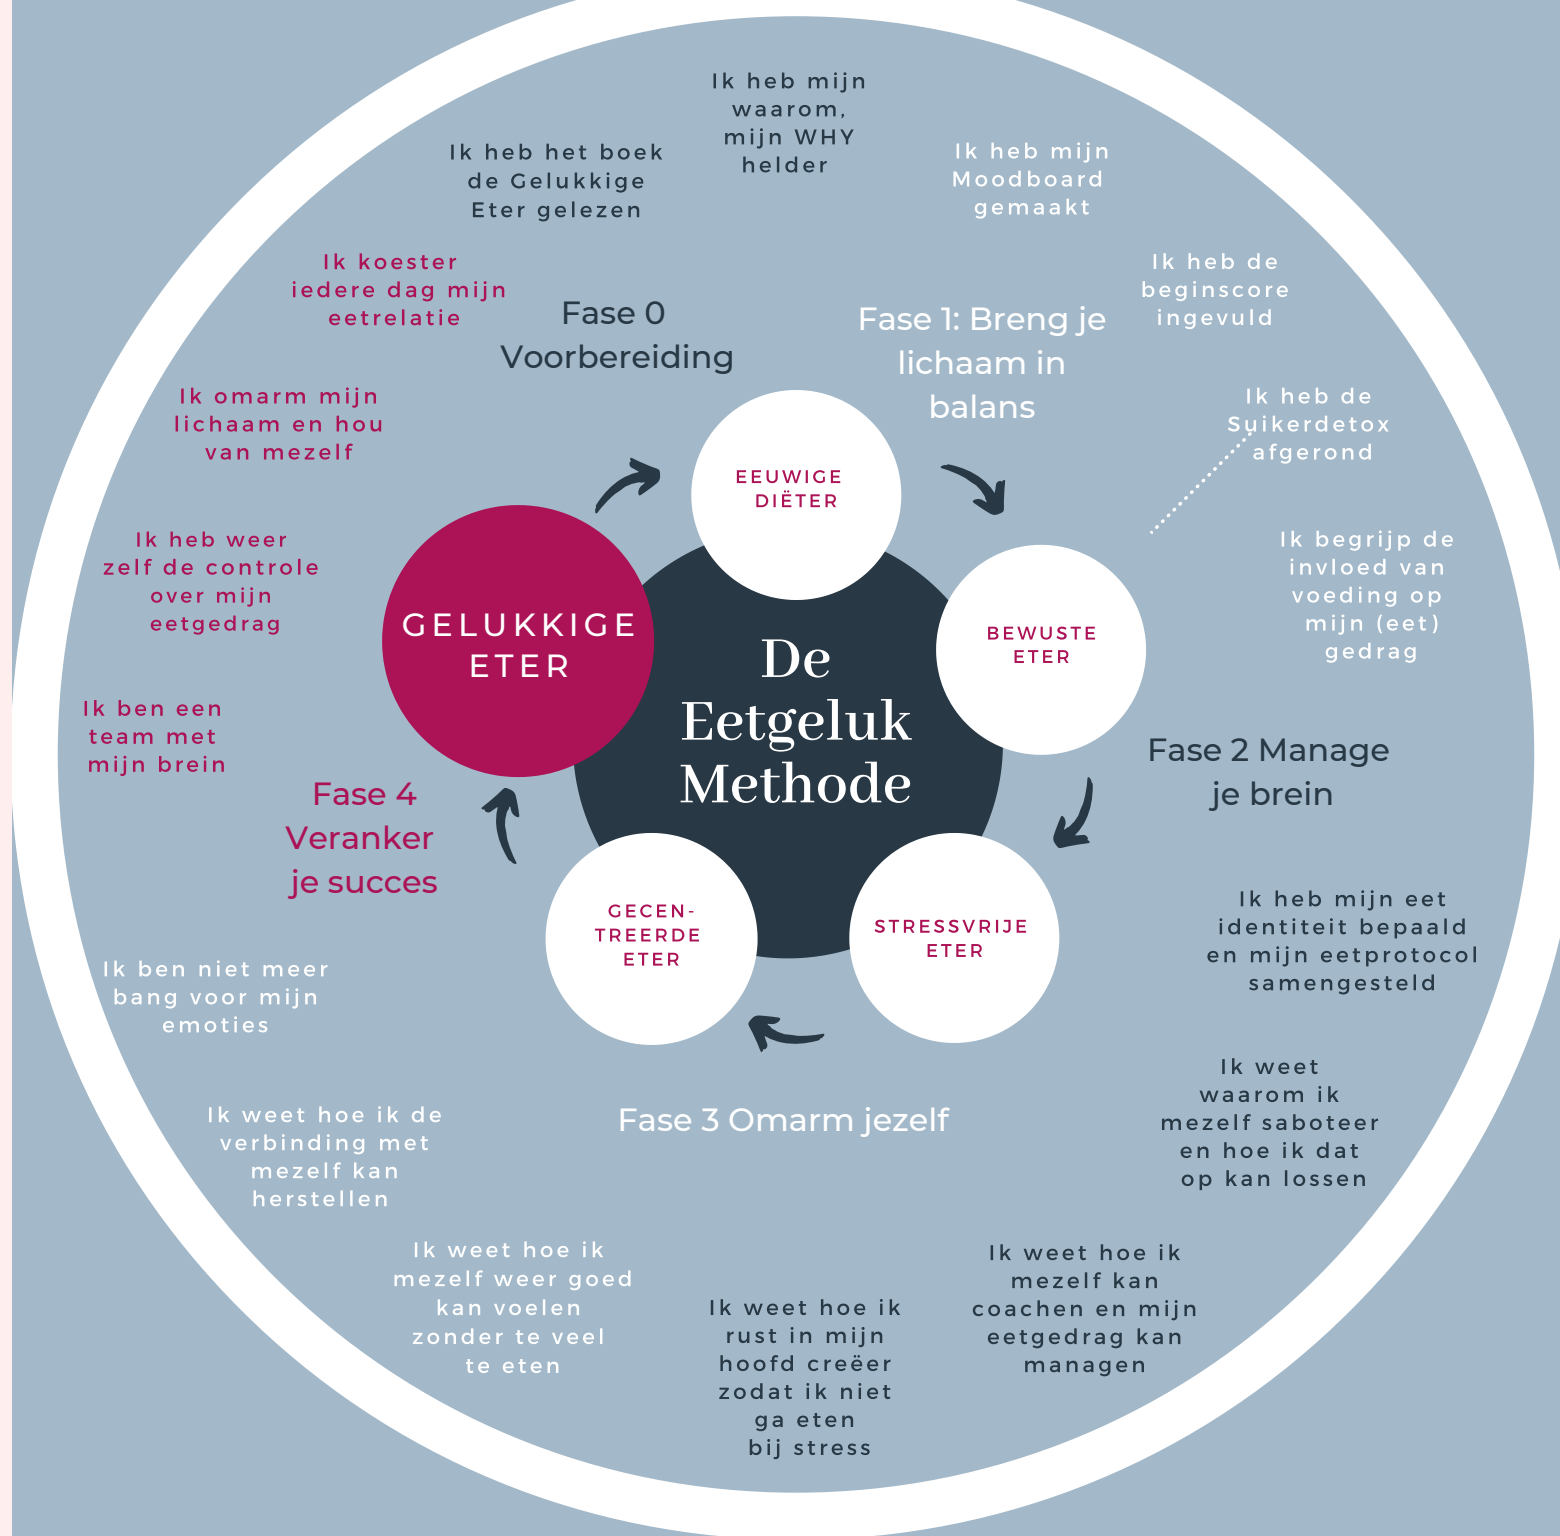 Ik heb mijn
waarom,
mijn WHY
helder
Ik heb het boek
de Gelukkige
Eter gelezen
Ik heb mijn
Moodboard
gemaakt
Ik koester
iedere dag mijn
eetrelatie
Ik heb de
beginscore
ingevuld
Fase 0
Voorbereiding
Fase 1: Breng je
lichaam in
balans
Ik omarm mijn
lichaam en hou
van mezelf
Ik heb de
Suikerdetox
afgerond
EEUWIGE
DIËTER
Ik heb weer
zelf de controle
over mijn
eetgedrag
Ik begrijp de
invloed van
voeding op
mijn (eet)
gedrag
GELUKKIGE
ETER
BEWUSTE
ETER
De
Eetgeluk
Methode
Ik ben een
team met
mijn brein
Fase 2 Manage
je brein
Fase 4
Veranker
je succes
GECEN-
TREERDE
ETER
STRESSVRIJE
ETER
Ik heb mijn eet
identiteit bepaald
en mijn eetprotocol
samengesteld
Ik ben niet meer
bang voor mijn
emoties
Ik weet
waarom ik
mezelf saboteer
en hoe ik dat
op kan lossen
Fase 3 Omarm jezelf
Ik weet hoe ik de
verbinding met
mezelf kan
herstellen
Ik weet hoe ik
mezelf weer goed
kan voelen
zonder te veel
te eten
Ik weet hoe ik
mezelf kan
coachen en mijn
eetgedrag kan
managen
Ik weet hoe ik
rust in mijn
hoofd creëer
zodat ik niet
ga eten
bij stress